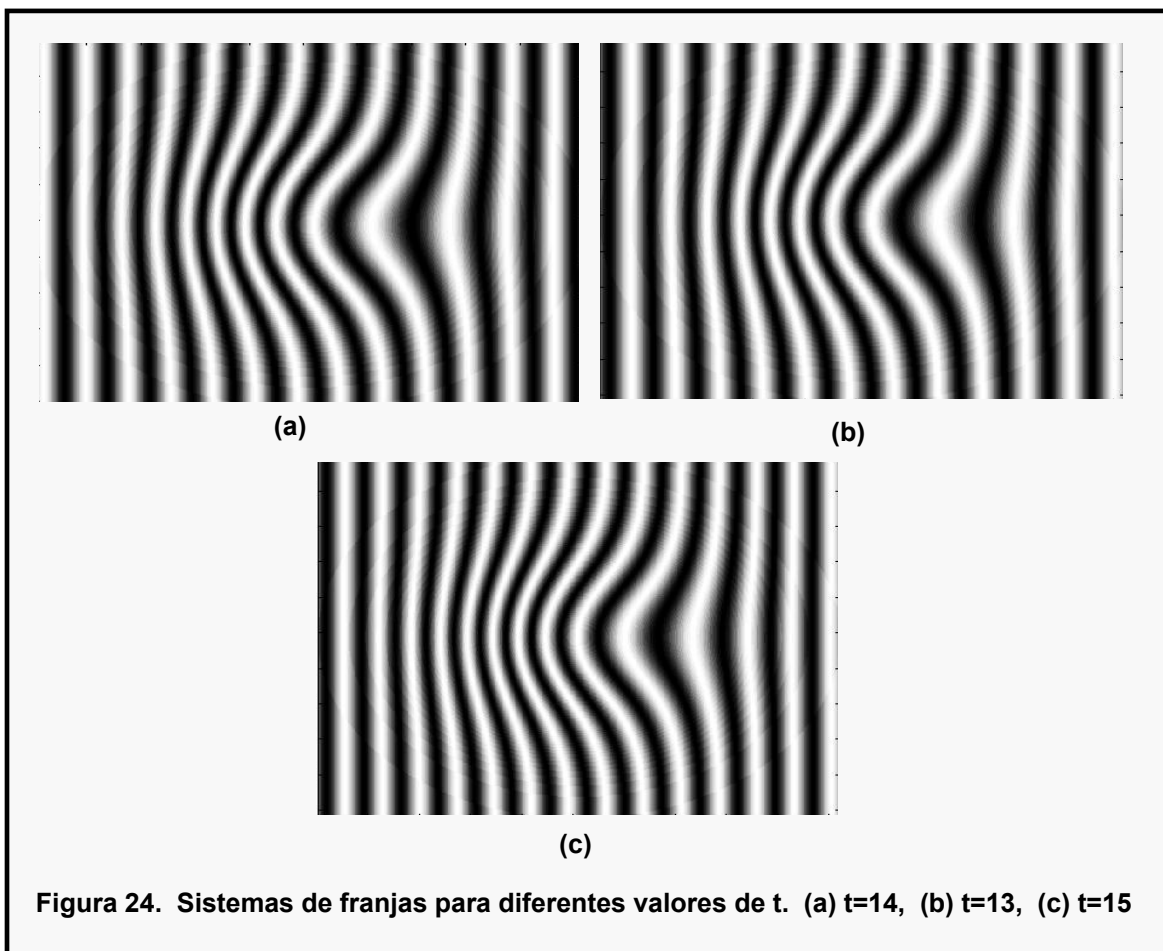 (a)
(b)
(c)
Figura 24. Sistemas de franjas para diferentes valores de t. (a) t=14, (b) t=13, (c) t=15